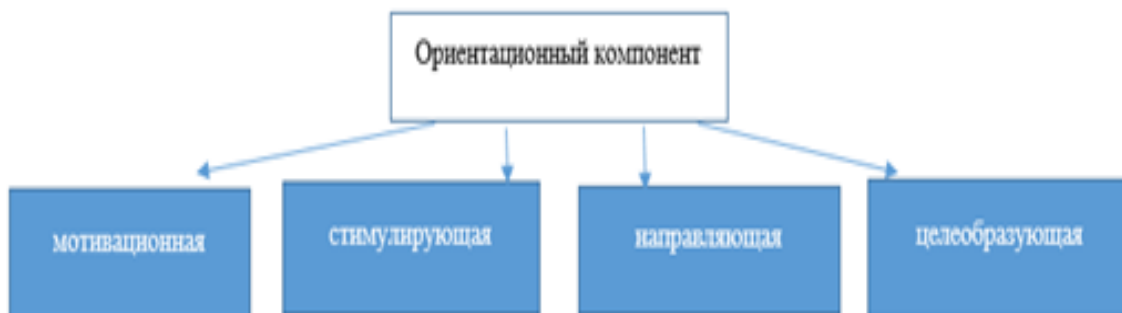 Ориентационный компонент
мотивационная
стимулирующая
направляющая
целеобразующая